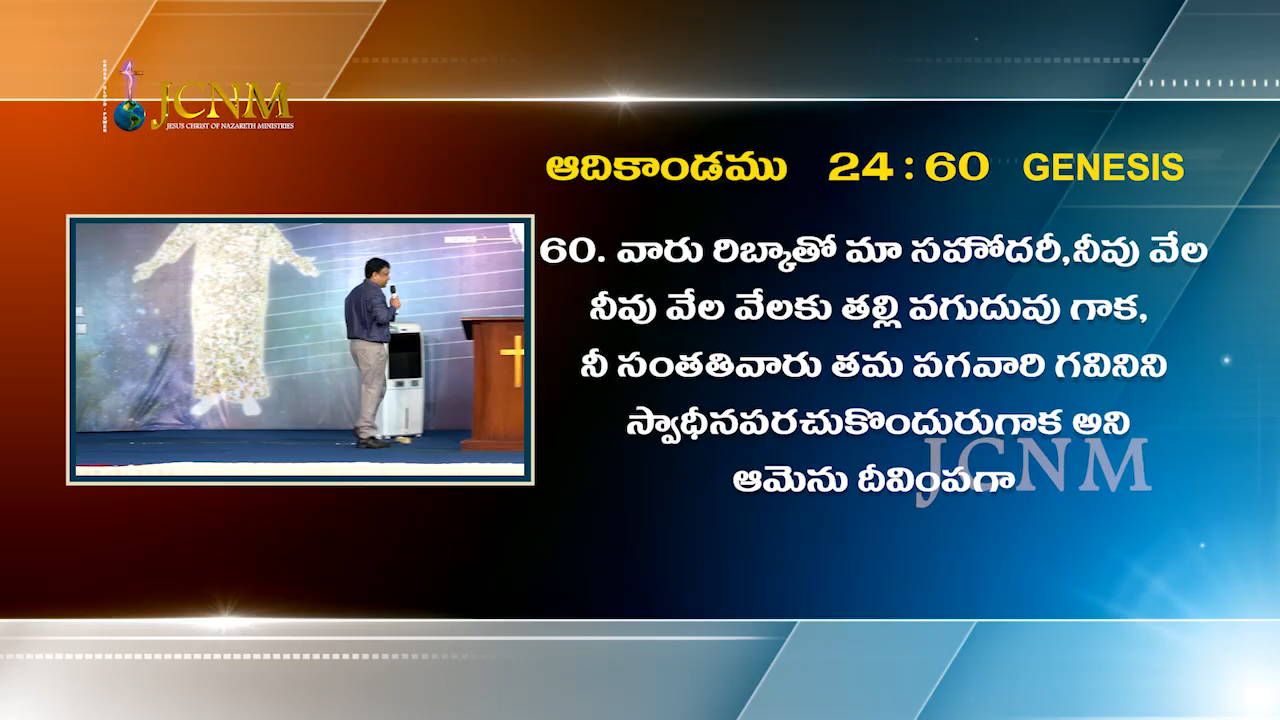 JCNM
JESUS CHRIST OF NAZARETH MINISTRIES
ఆదికాండము 24 : 60 GENESIS
60. వారు రిబ్కాతో మా సహోదరీ,నీవు వేల
నీవు వేల వేలకు తల్లి వగుదువు గాక,
నీ సంతతివారు తమ పగవారి గవినిని
స్వాధీనపరచుకొందురుగాక అని
ఆమెను దీవింపగా
JCNM